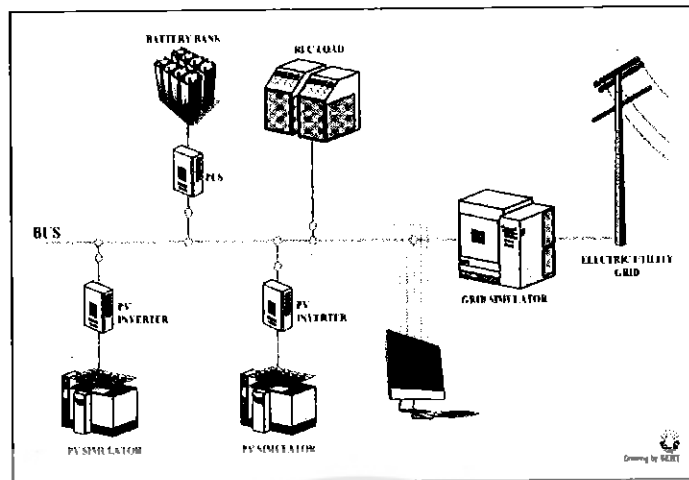 BATTERY BANK
RLC LOAD
PCS
BUS
ELECTRIC UTILITY
GRID
GRID SIMULATOR
PV
INVERTER
PV
INVERTER
PV SIMULATOR
PV SIMULATOR
Drawing by